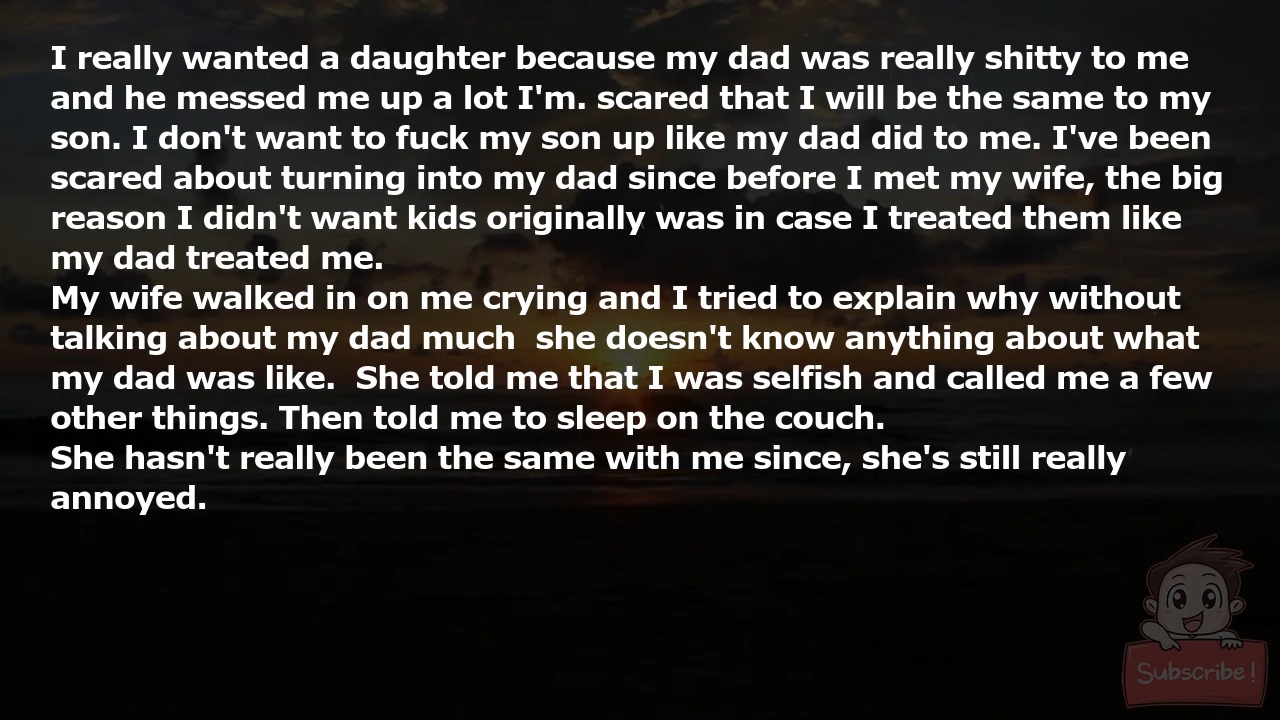 I really wanted a daughter because my dad was really shitty to me
and he messed me up a lot I'm. scared that I will be the same to my
son. I don't want to fuck my son up like my dad did to me. I've been
scared about turning into my dad since before I met my wife, the big
reason I didn't want kids originally was in case I treated them like
my dad treated me.
My wife walked in on me crying and I tried to explain why without
talking about my dad much  she doesn't know anything about what
my dad was like.  She told me that I was selfish and called me a few
other things. Then told me to sleep on the couch.
She hasn't really been the same with me since, she's still really
annoyed.
Subscribe!